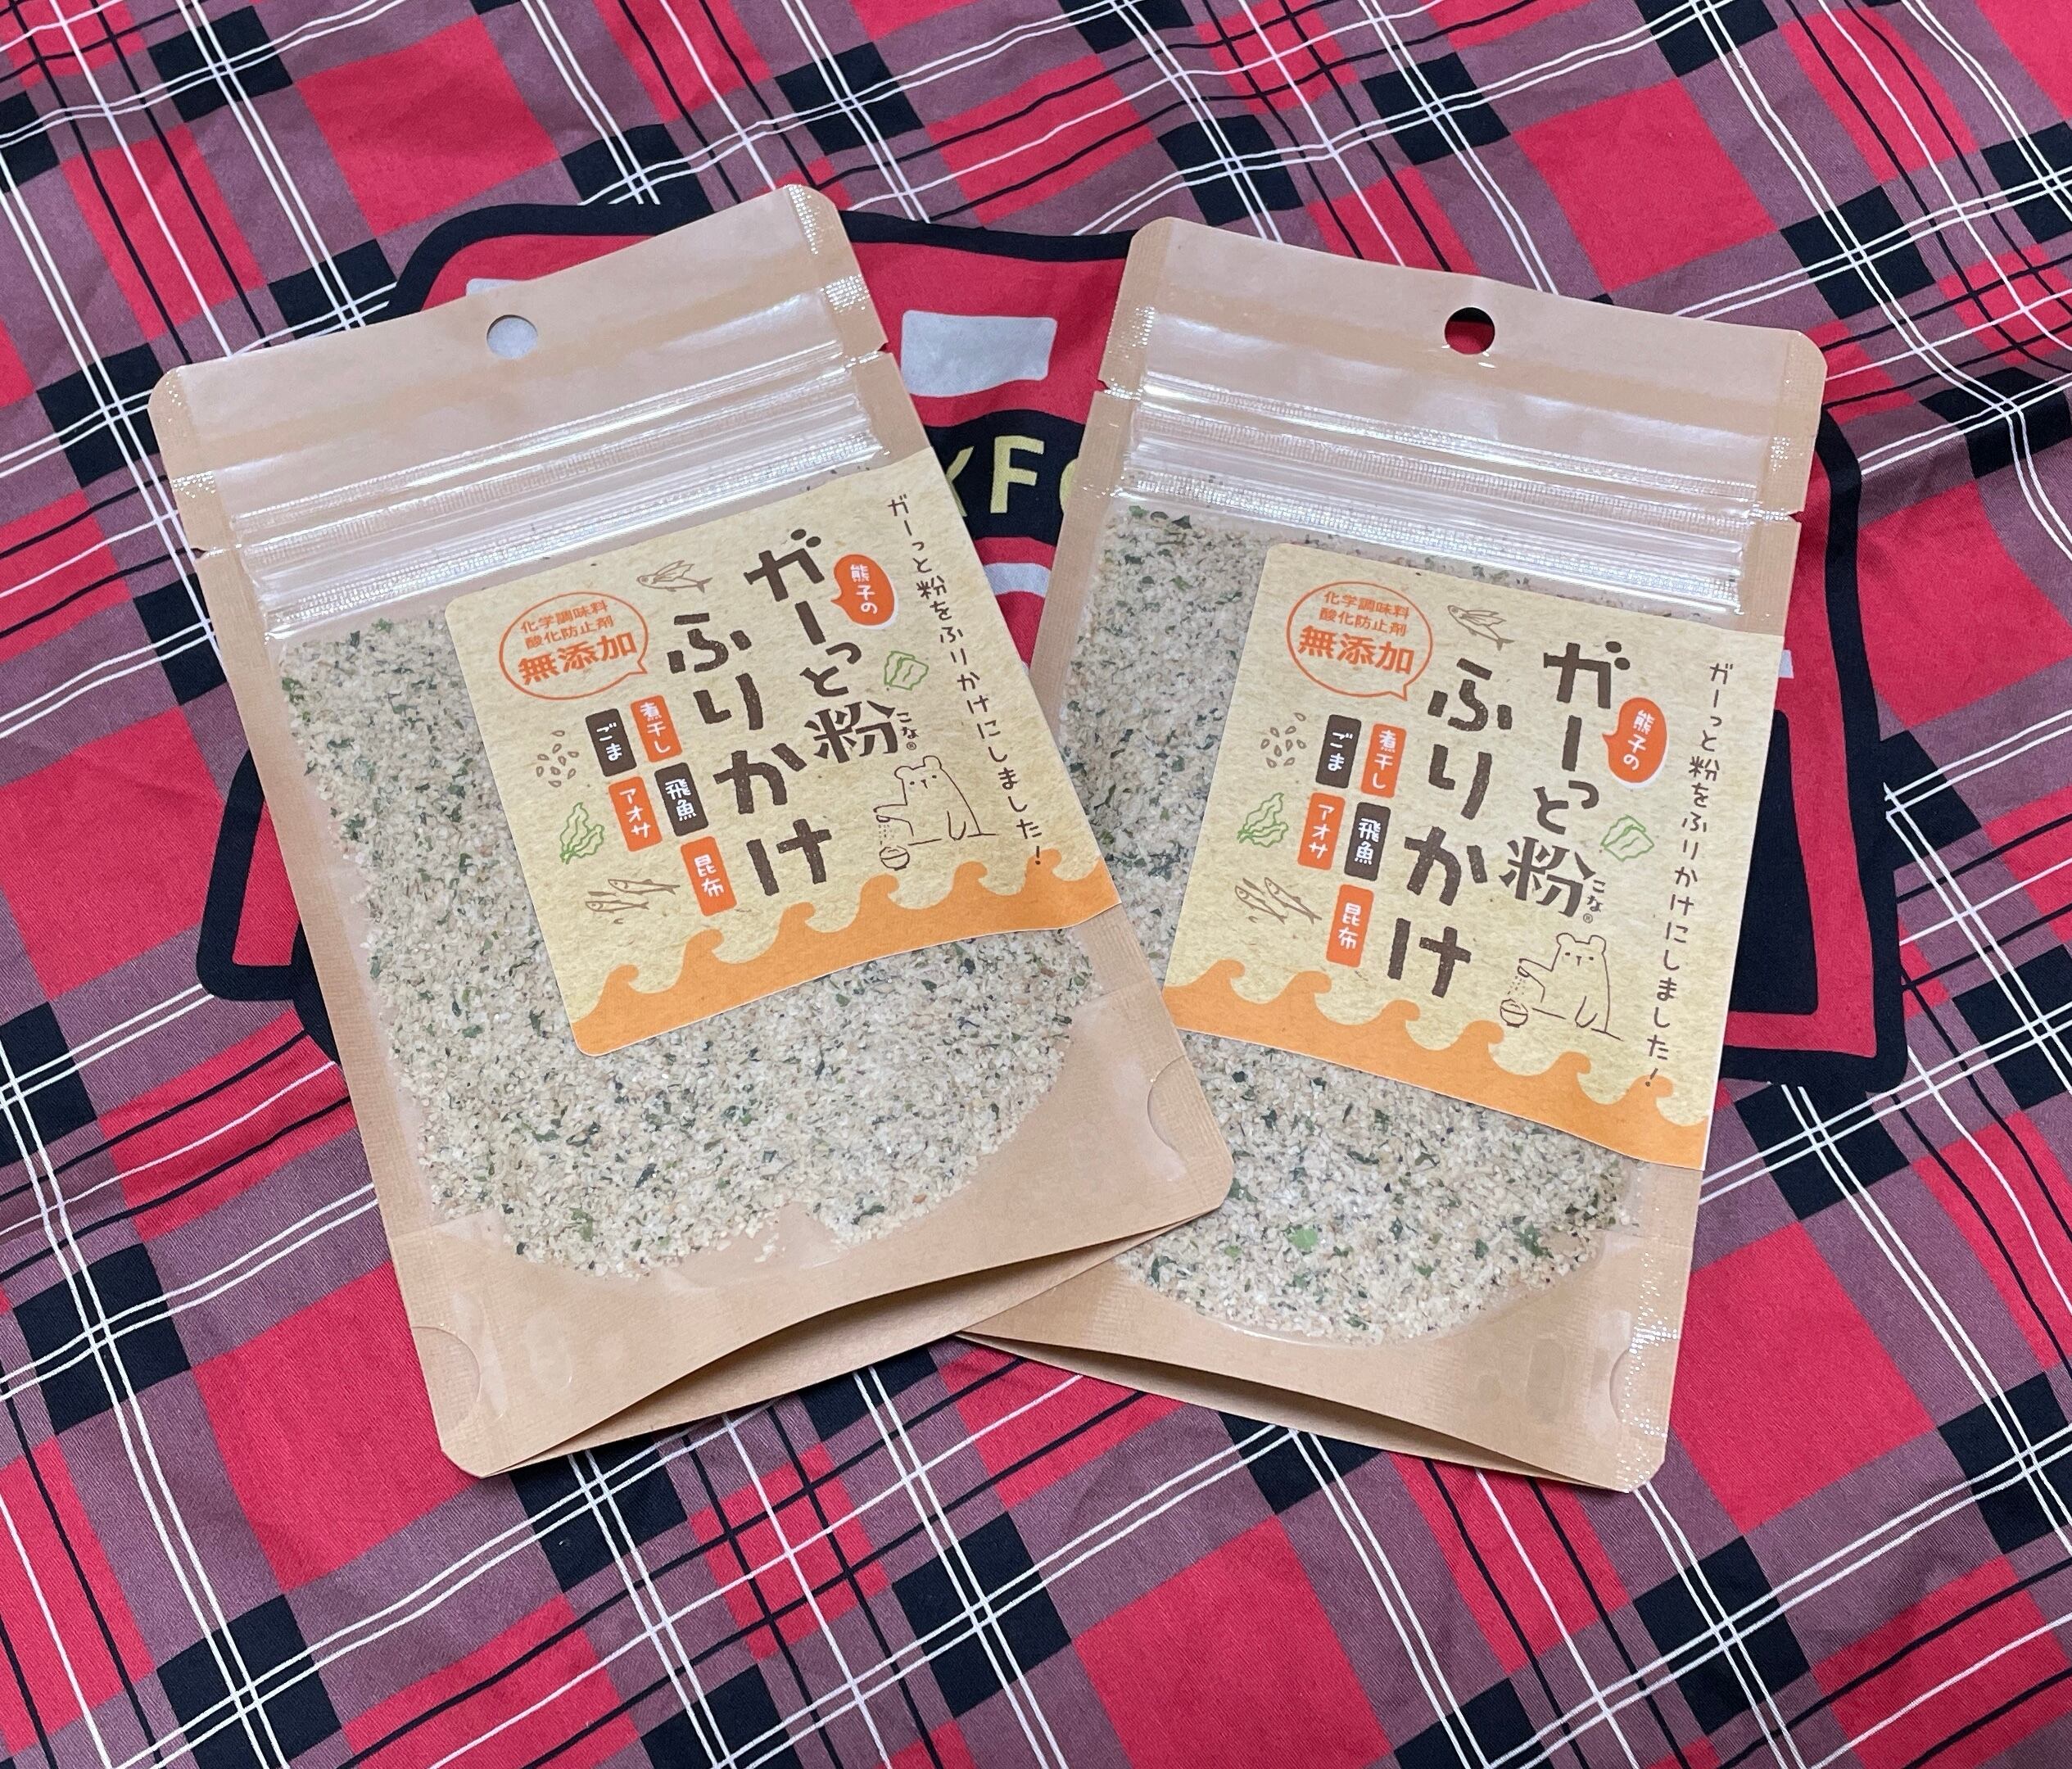 ガーっと粉をふりかけにしました！
熊子の
ガーっと粉
こな®
ふりかけ
化学調味料
酸化防止剤
無添加
煮干し
飛魚
昆布
ごま
アオサ
ガーっと粉をふりかけにしました！
熊子の
ガーっと粉
こな®
ふりかけ
化学調味料
酸化防止剤
無添加
煮干し
飛魚
昆布
ごま
アオサ